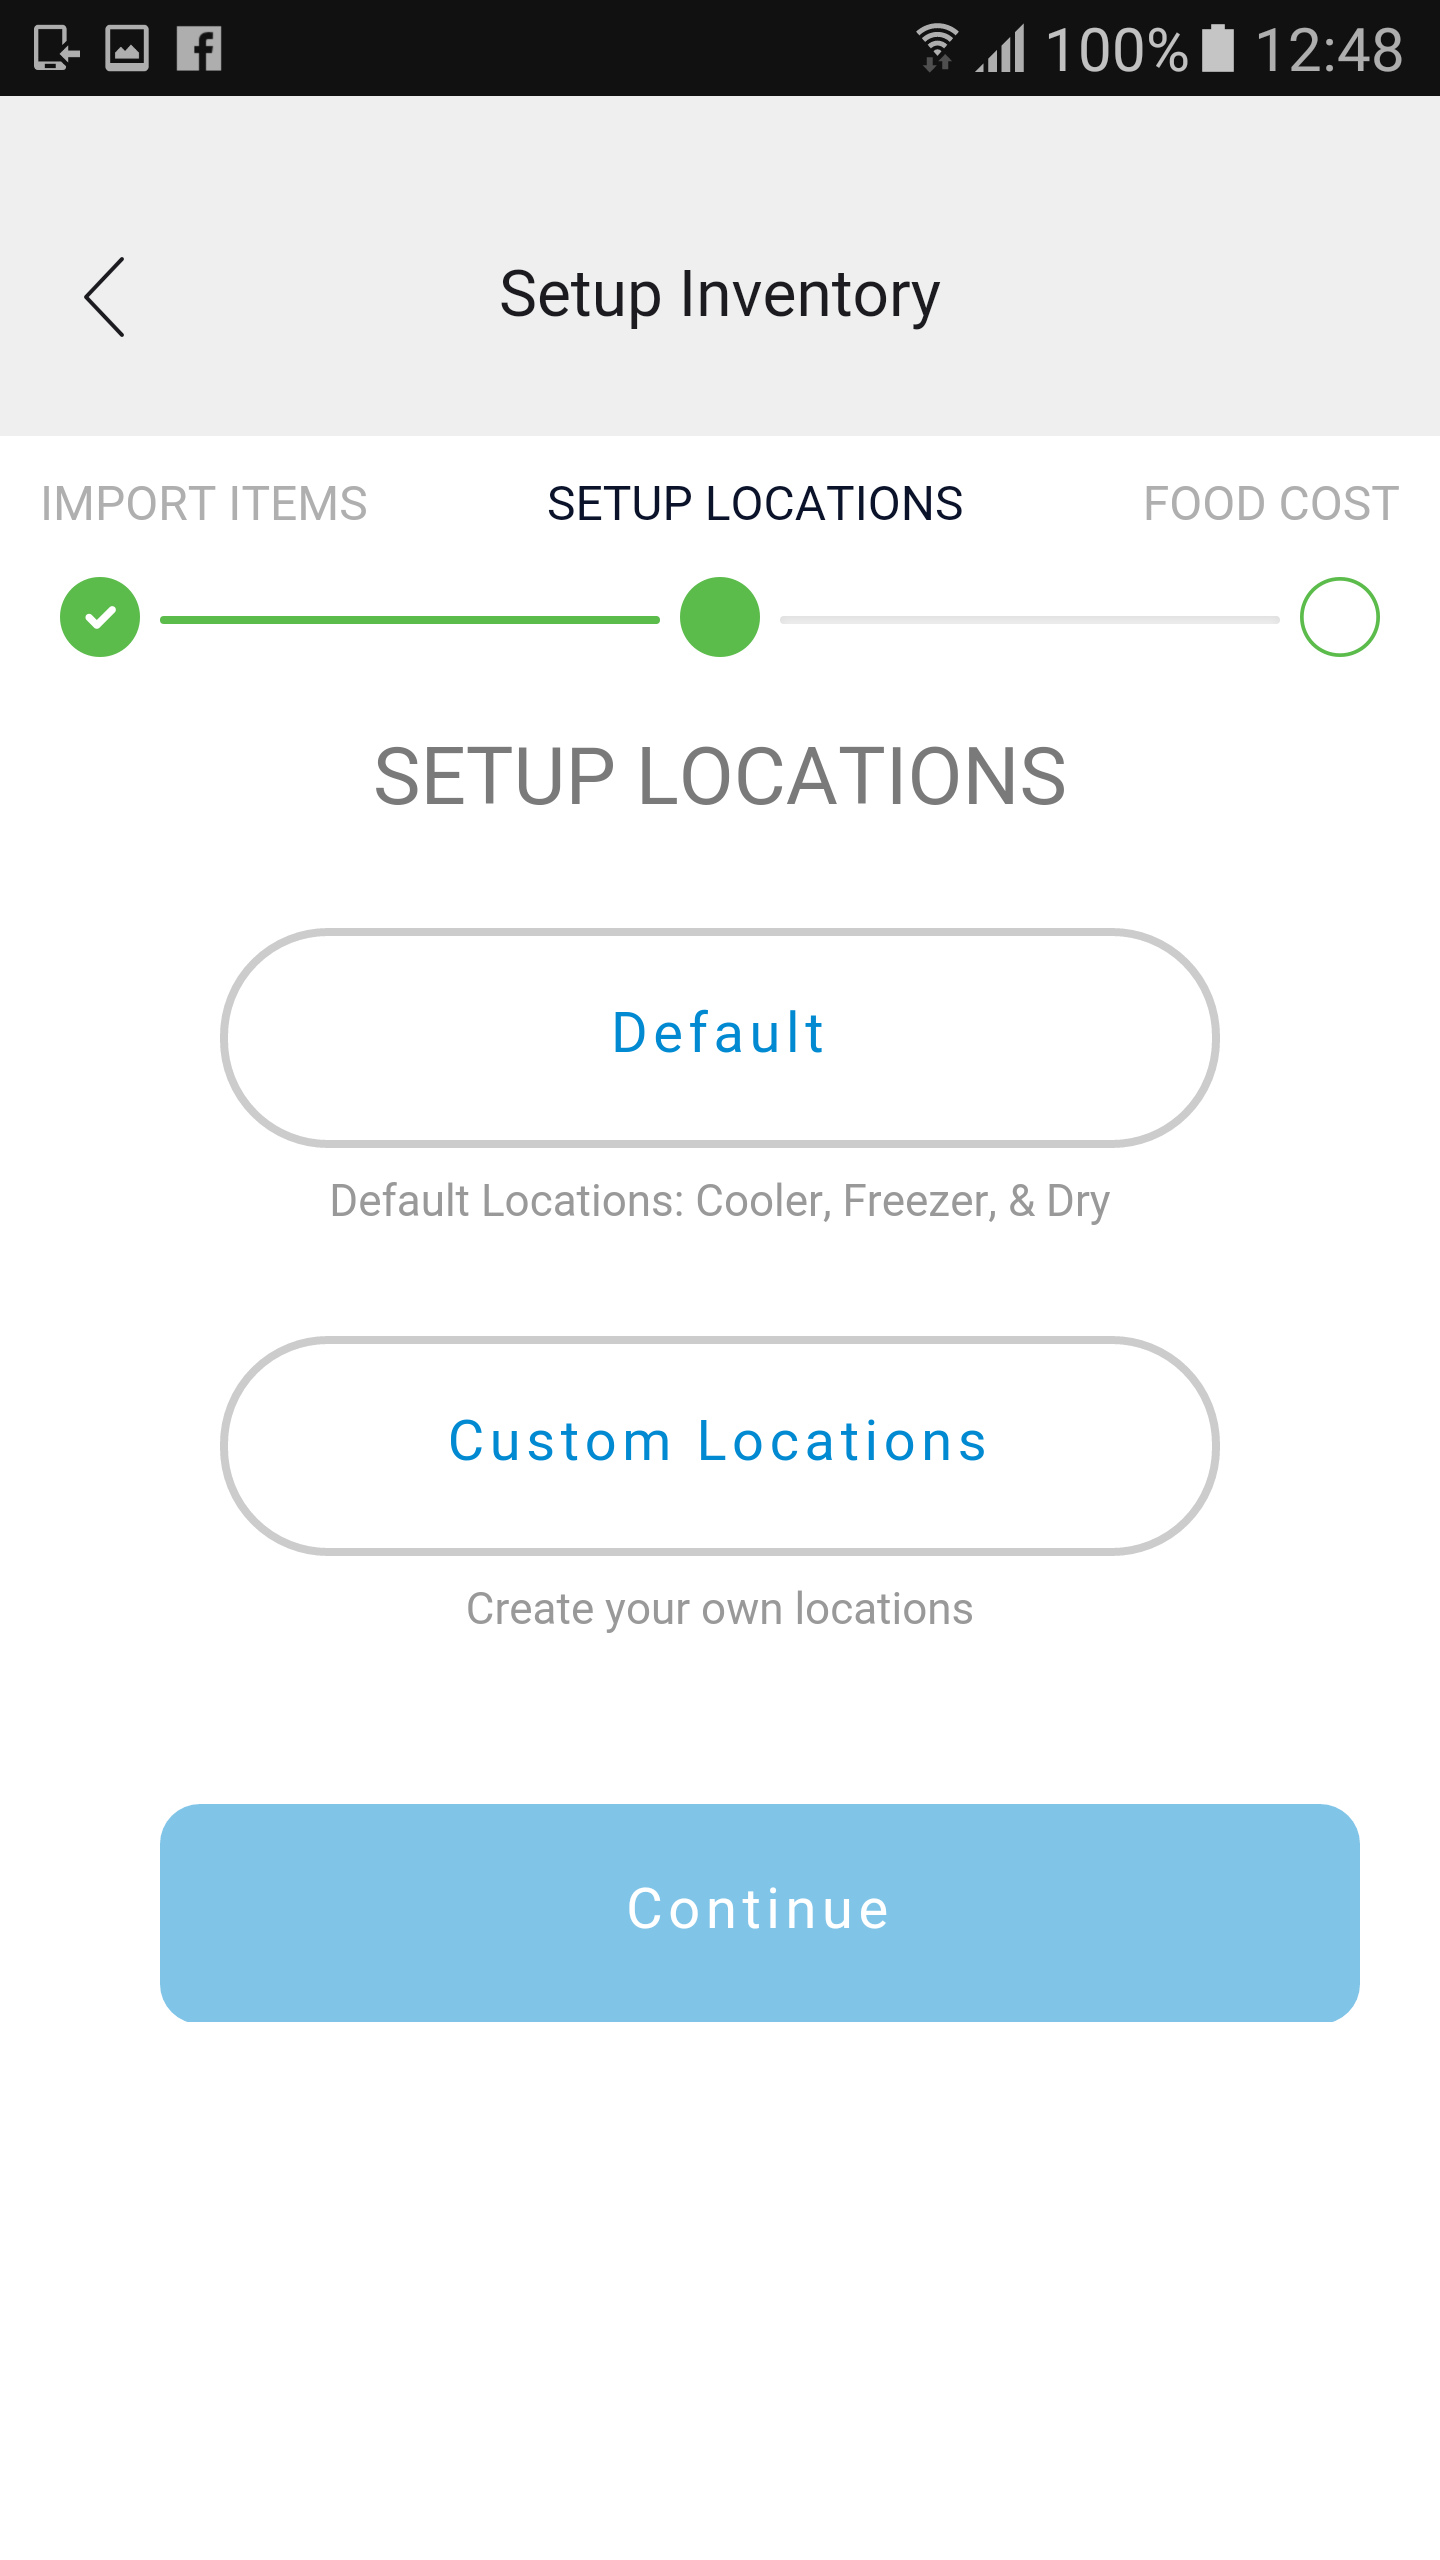 100% 12:48
Setup Inventory
IMPORT ITEMS SETUP LOCATIONS FOOD COST
SETUP LOCATIONS
Default
Default Locations: Cooler, Freezer, & Dry
Custom Locations
Create your own locations
Continue